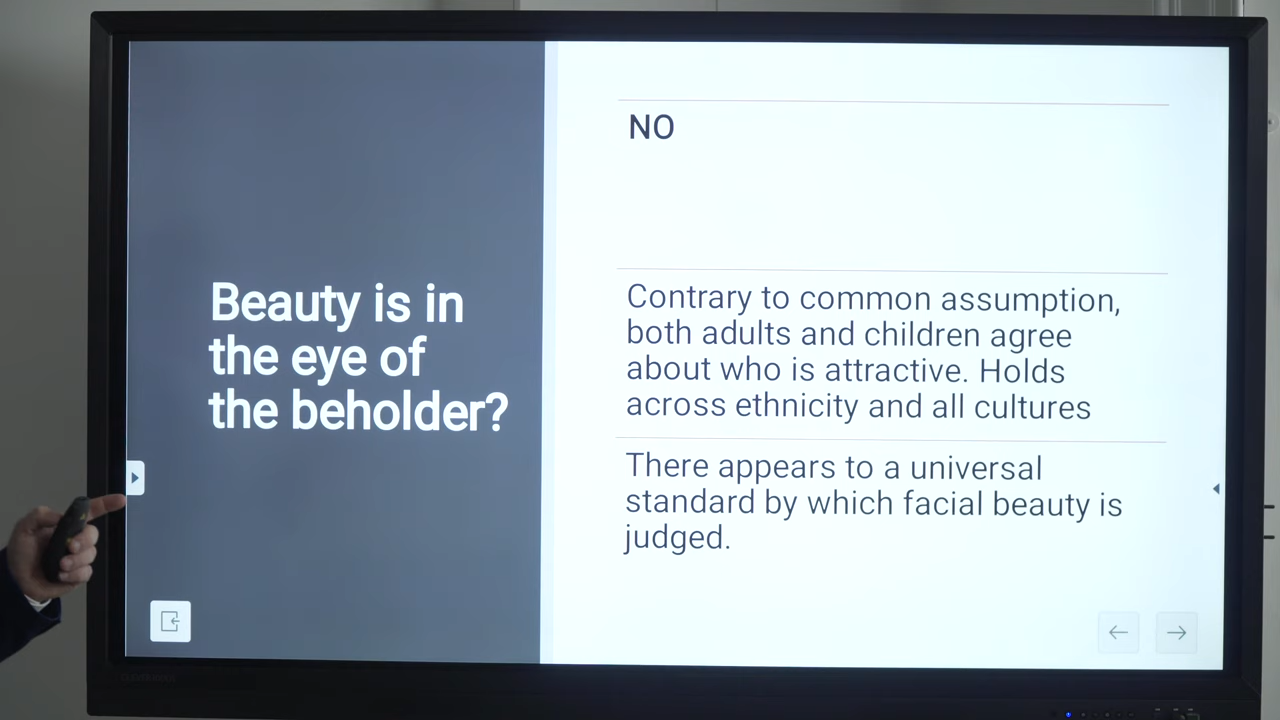 Beauty is in
the eye of
the beholder?
NO
Contrary to common assumption,
both adults and children agree
about who is attractive. Holds
across ethnicity and all cultures
There appears to a universal
standard by which facial beauty is
judged.